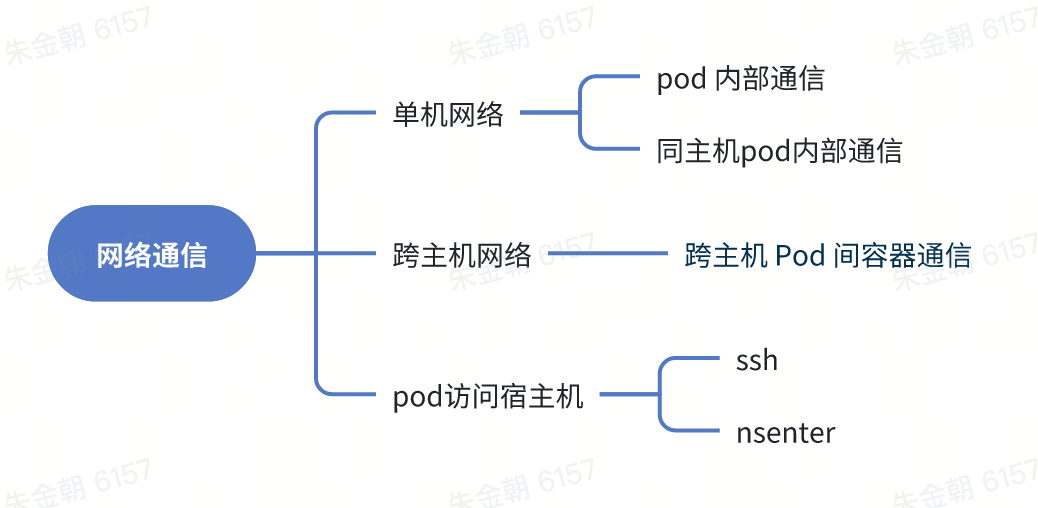 朱金朝 6157
朱金朝 6157
朱金朝 6157
pod 内部通信
单机网络
同主机pod内部通信
网络通信
跨主机网络
跨主机 Pod 间容器通信
朱金朝 6157
朱金朝 6157
朱金朝 6157
ssh
pod访问宿主机
nsenter
朱金朝 6157
朱金朝 6157
朱金朝 6157